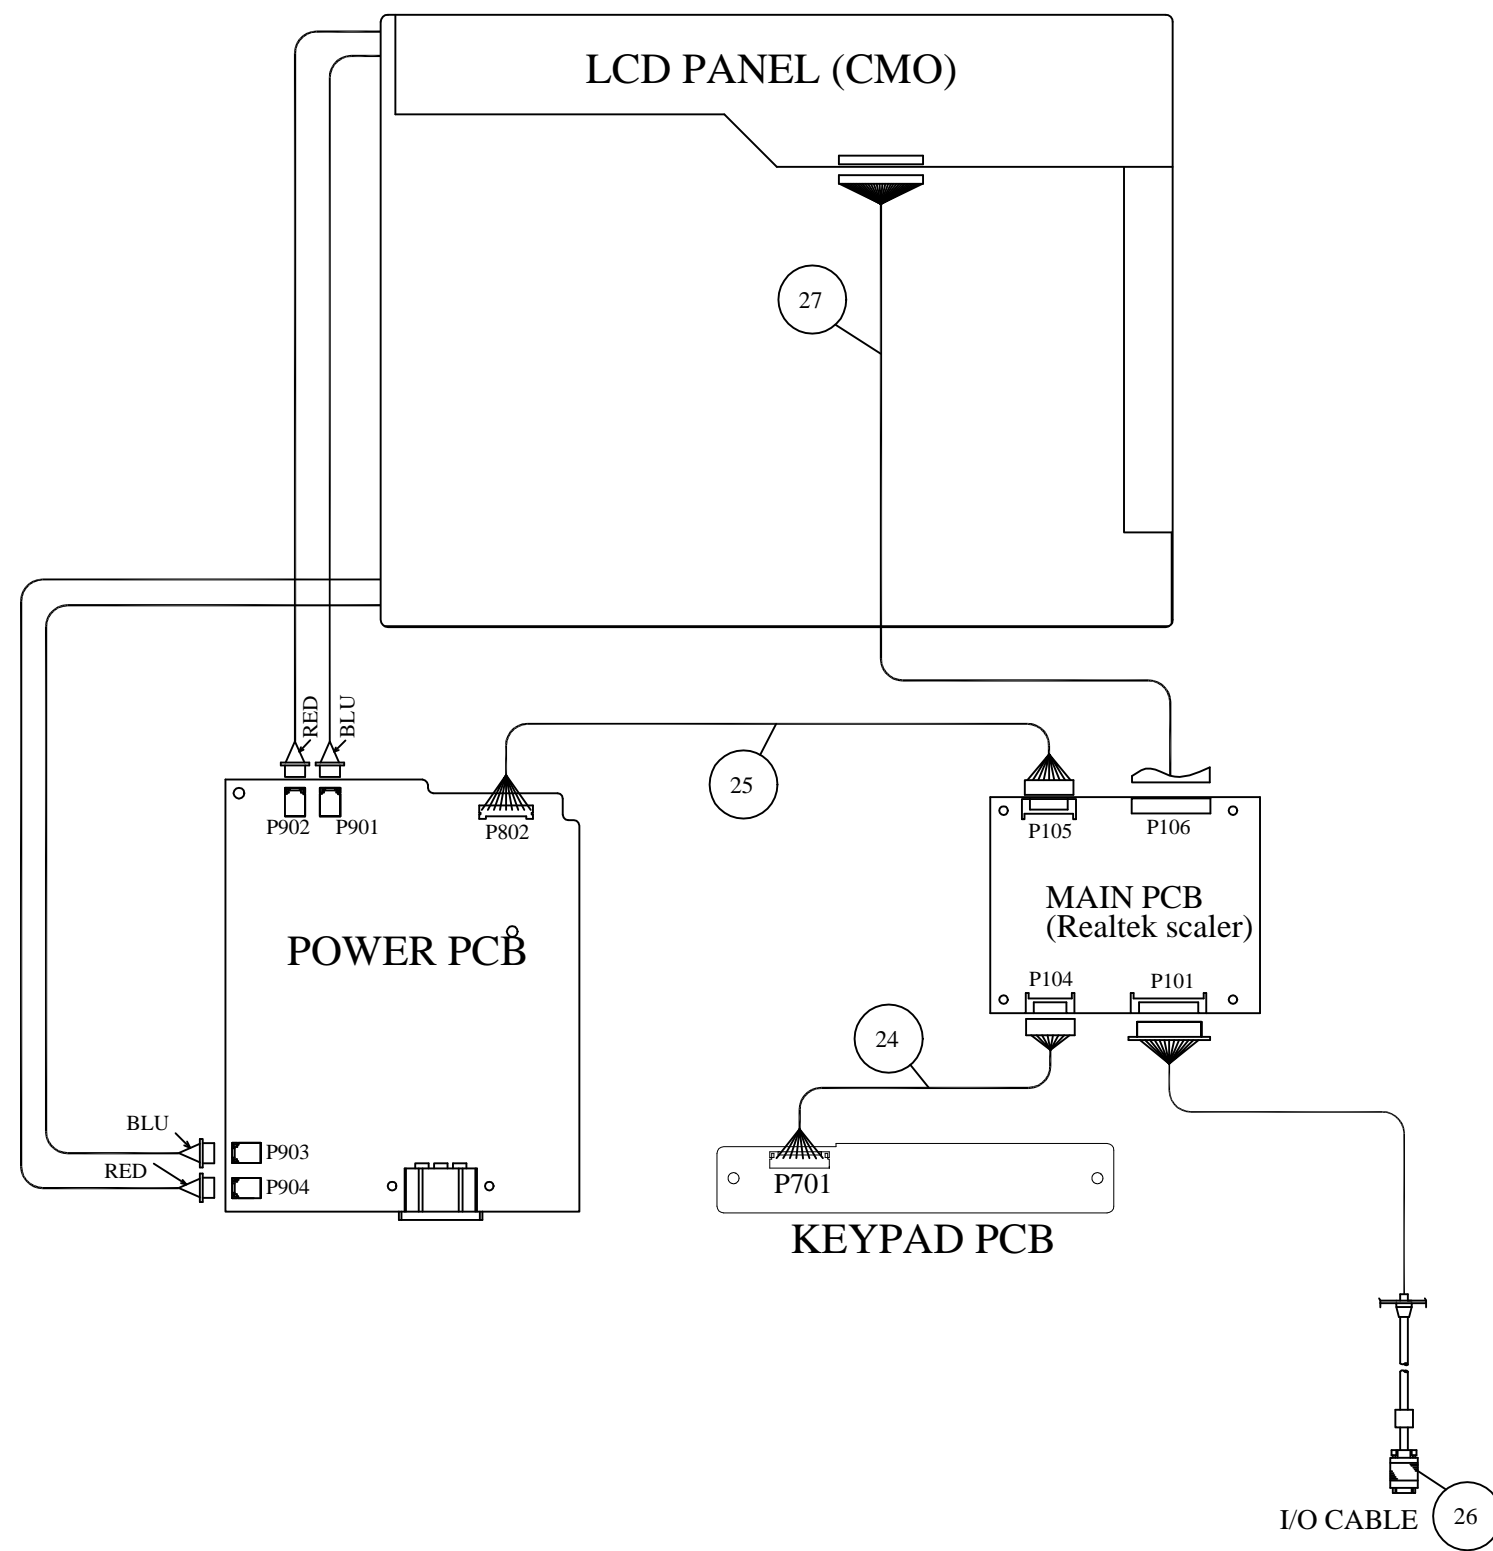 LCD PANEL (CMO)
27
RED
BLU
25
P902
P901
P802
P105
P106
MAIN PCB
(Realtek scaler)
POWER PCB
P104
P101
24
BLU
P903
RED
P904
P701
KEYPAD PCB
I/O CABLE
26